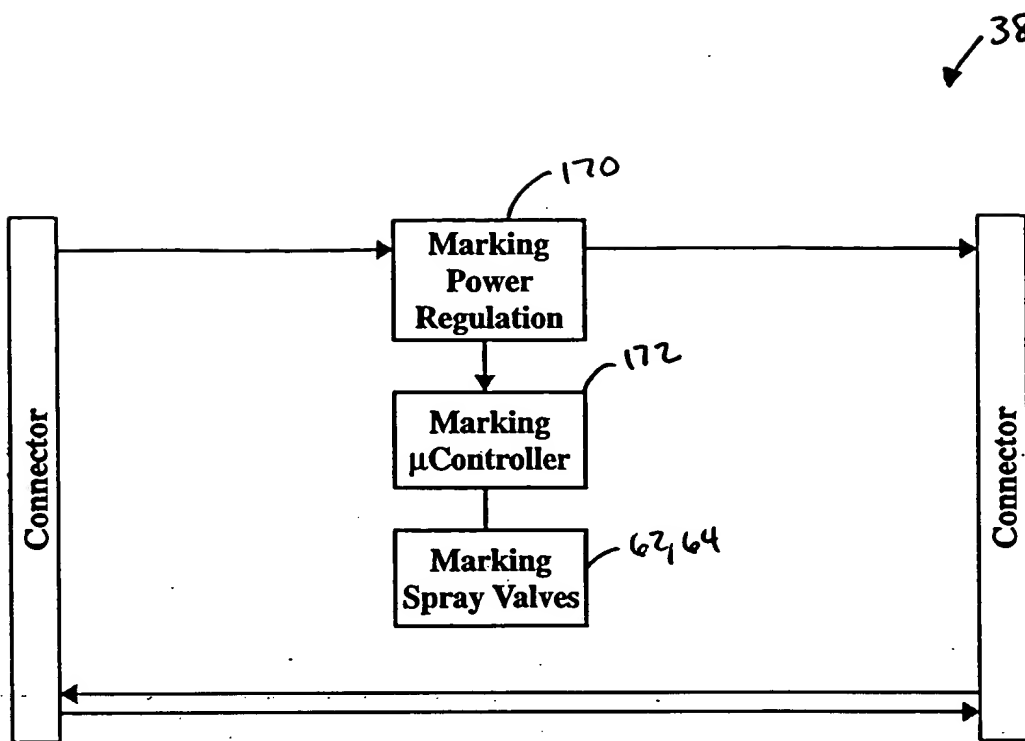 38
170
Marking
Power
Regulation
172
Marking
µController
62,64
Marking
Spray Valves
Connector
Connector